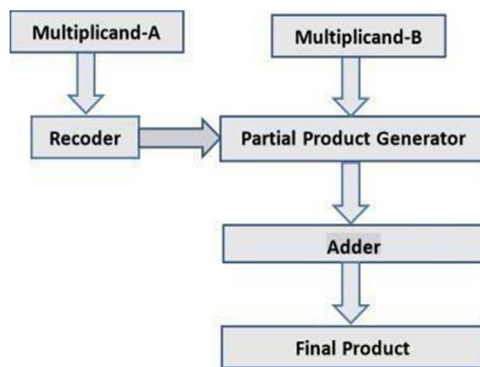 Multiplicand-A
Multiplicand-B
Recoder
Partial Product Generator
Adder
Final Product